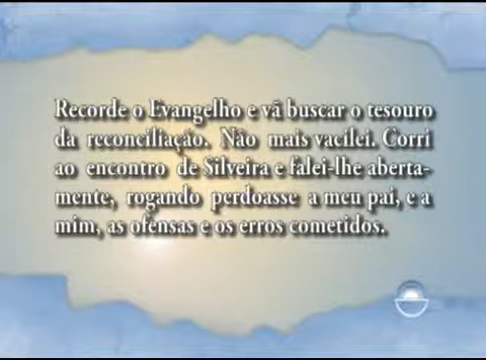 Recorde o Evangelho e vá buscar o tesouro
da reconciliação. Não mais vacilei. Corri
ao encontro de Silveira e falei-lhe aberta-
mente, rogando perdoasse a meu pai, e a
mim, as ofensas e os erros cometidos.